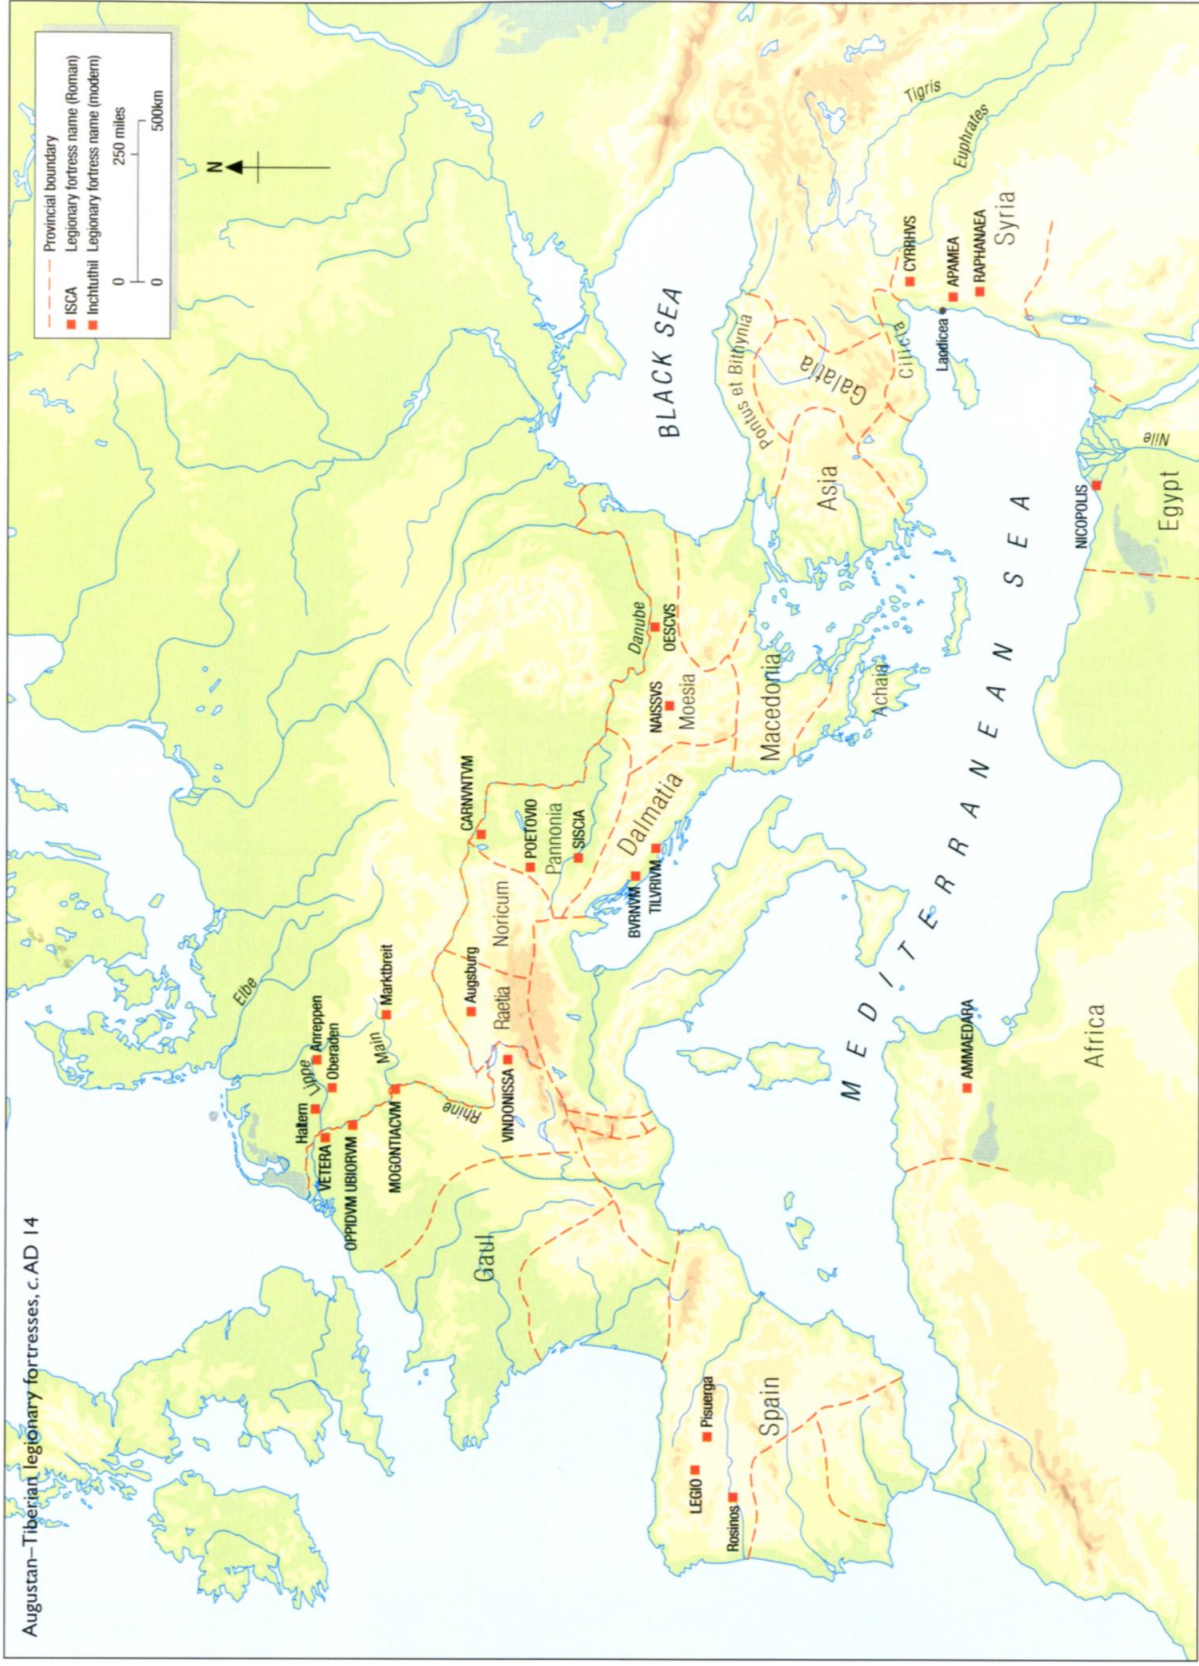 Augustan–Tiberian legionary fortresses, c. AD 14
Provincial boundary
ISCA Legionary fortress name (Roman)
Inchtuthil Legionary fortress name (modern)
0 250 miles
0 500km
N
Elbe
Haltern
Lippe
Anreppen
Oberaden
VETERA
OPPIDVM UBIORVM
Main
Marktbreit
MOGONTIACVM
Rhine
Gaul
VINDONISSA
Augsburg
Raetia
Noricum
CARNVNTVM
POETOVIO
Pannonia
SISCIA
BVRNVM
TILVRIVM
Dalmatia
Danube
OESCVS
NAISSVS
Moesia
Macedonia
Achaia
BLACK SEA
Pontus et Bithynia
Galatia
Asia
Cilicia
Tigris
Euphrates
CYRRHVS
APAMEA
RAPHANAEA
Laodicea
Syria
LEGIO
Pisuerga
Rosinos
Spain
MEDITERRANEAN SEA
AMMAEDARA
Africa
NICOPOLIS
Nile
Egypt